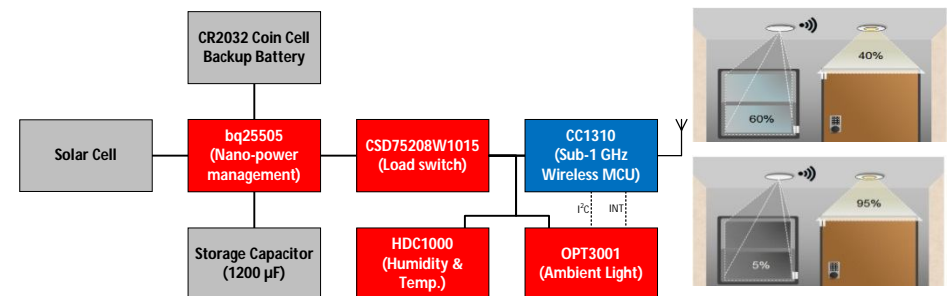 CR2032 Coin Cell
Backup Battery
Solar Cell
bq25505
(Nano-power
management)
CSD75208W1015
(Load switch)
CC1310
(Sub-1 GHz
Wireless MCU)
I²C
INT
Storage Capacitor
(1200 µF)
HDC1000
(Humidity &
Temp.)
OPT3001
(Ambient Light)
40%
60%
95%
5%